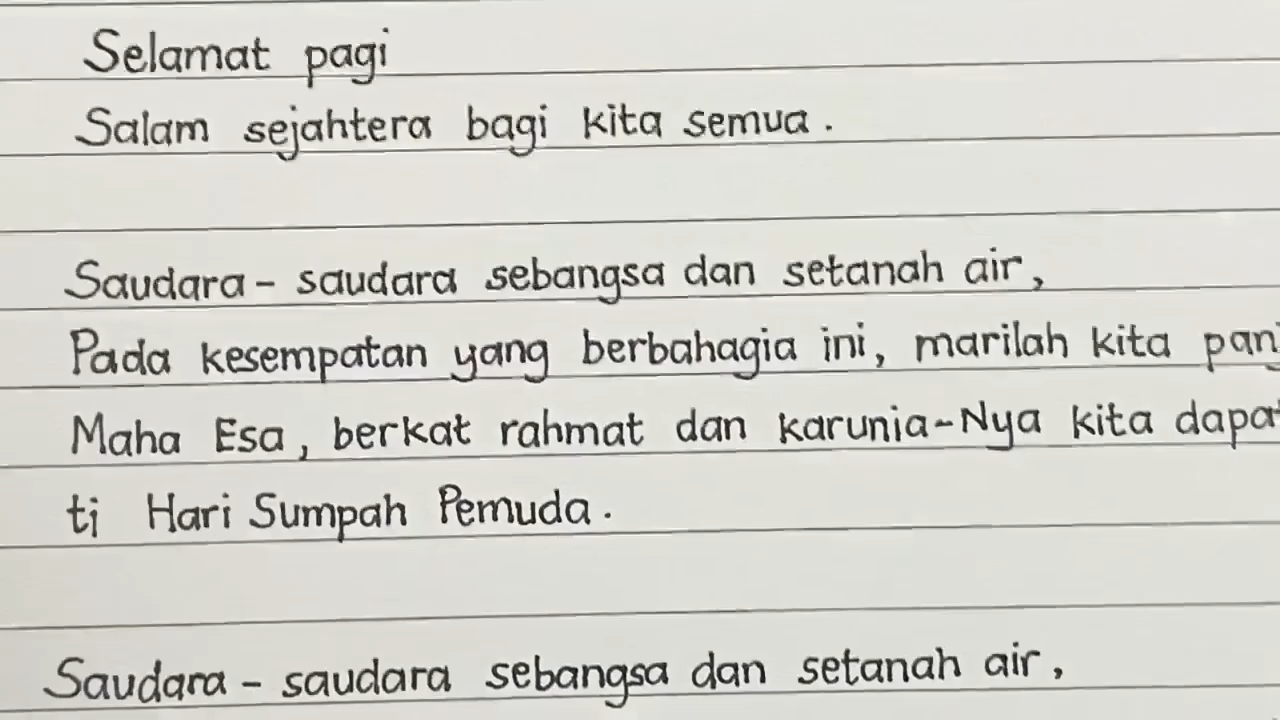 Selamat pagi
Salam sejahtera bagi kita semua.
Saudara - saudara sebangsa dan setanah air,
Pada kesempatan yang berbahagia ini, marilah kita
Maha Esa, berkat rahmat dan karunia-Nya kita
ti Hari Sumpah Pemuda.
Saudara - saudara sebangsa dan setanah air,